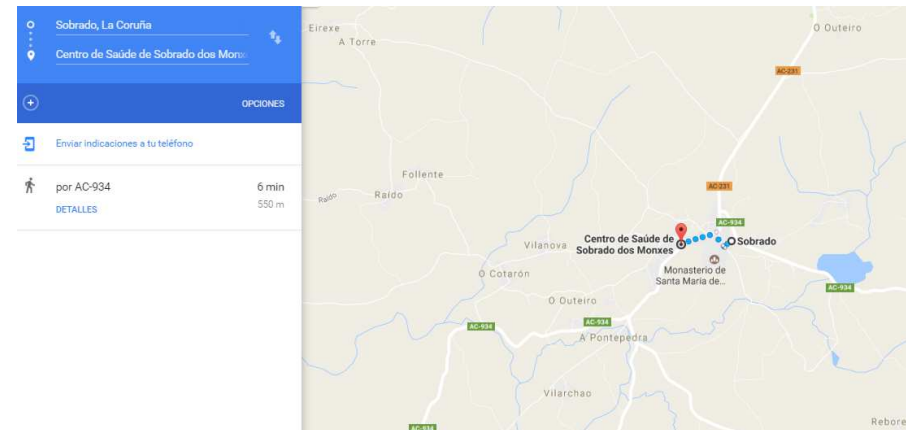 Sobrado, La Coruña
Centro de Saúde de Sobrado dos Monx
OPCIONES
Enviar indicaciones a tu teléfono
por AC-934
6 min
DETALLES
550 m
Eirexe
A Torre
O Outeiro
AC-231
Follente
Raído
Raído
AC-231
AC-934
Centro de Saúde de
Sobrado dos Monxes
Sobrado
Vilanova
Monasterio de
Santa Maria de...
O Cotarón
AC-934
O Outeiro
AC-934
AC-934
A Pontepedra
Vilarchao
Rebore
AC-934